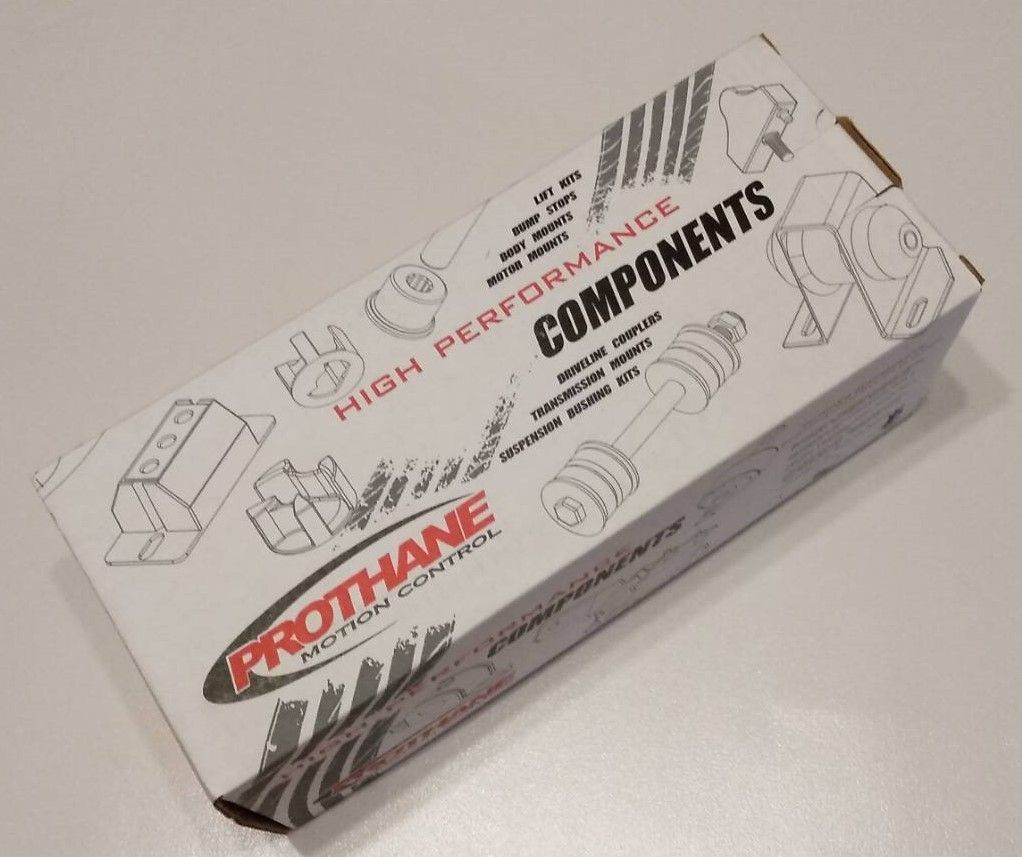 LIFT KITS
BUMP STOPS
BODY MOUNTS
MOTOR MOUNTS
HIGH PERFORMANCE
COMPONENTS
DRIVELINE COUPLERS
TRANSMISSION MOUNTS
SUSPENSION BUSHING KITS
PROTHANE
MOTION CONTROL
PERFORMANCE
COMPONENTS
PROTHANE